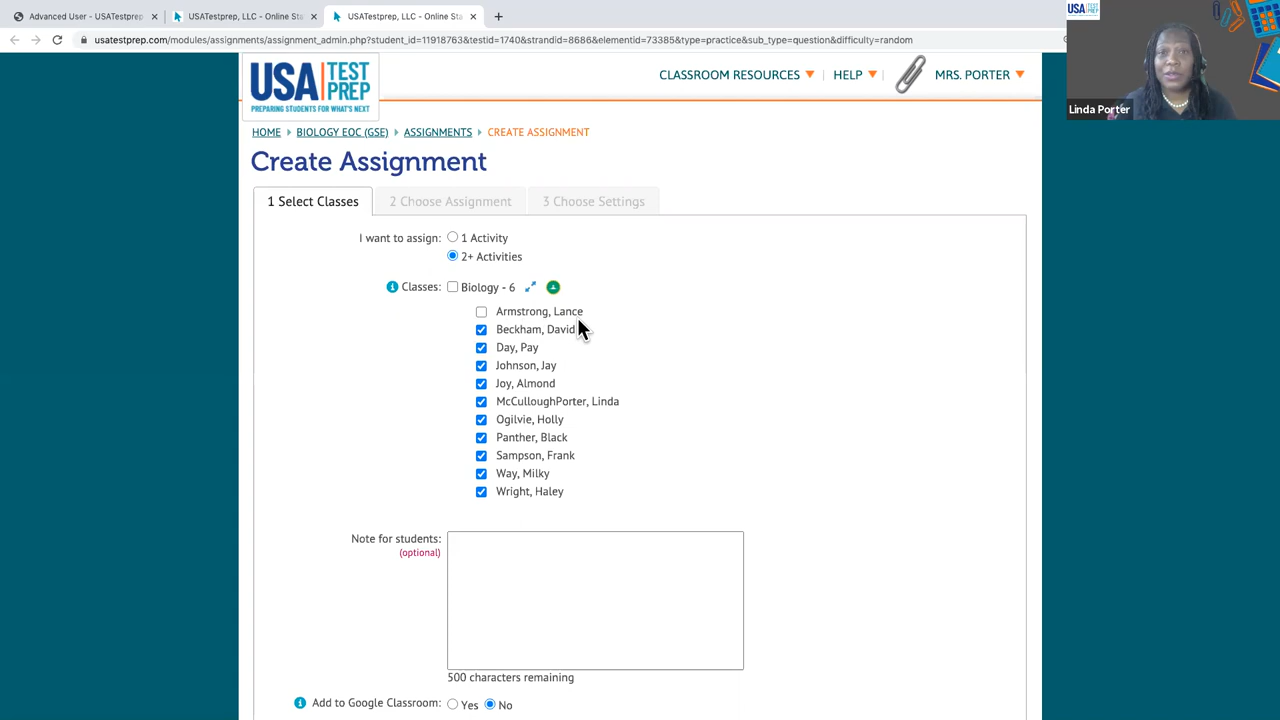 Advanced User - USATestprep
USATestprep, LLC - Online Sta
USATestprep, LLC - Online Sta
usatestprep.com/modules/assignments/assignment_admin.php?student_id=11918763&testid=1740&strandid=8686&elementid=73385&type=practice&sub_type=question&difficulty=random
USA TEST PREP
Linda Porter
USA TEST PREP
PREPARING STUDENTS FOR WHAT'S NEXT
CLASSROOM RESOURCES
HELP
MRS. PORTER
HOME BIOLOGY EOC (GSE) ASSIGNMENTS CREATE ASSIGNMENT
Create Assignment
1 Select Classes
2 Choose Assignment
3 Choose Settings
I want to assign: 1 Activity
2+ Activities
Classes: Biology - 6
Armstrong, Lance
Beckham, David
Day, Pay
Johnson, Jay
Joy, Almond
McCulloughPorter, Linda
Ogilvie, Holly
Panther, Black
Sampson, Frank
Way, Milky
Wright, Haley
Note for students:
(optional)
500 characters remaining
Add to Google Classroom: Yes No